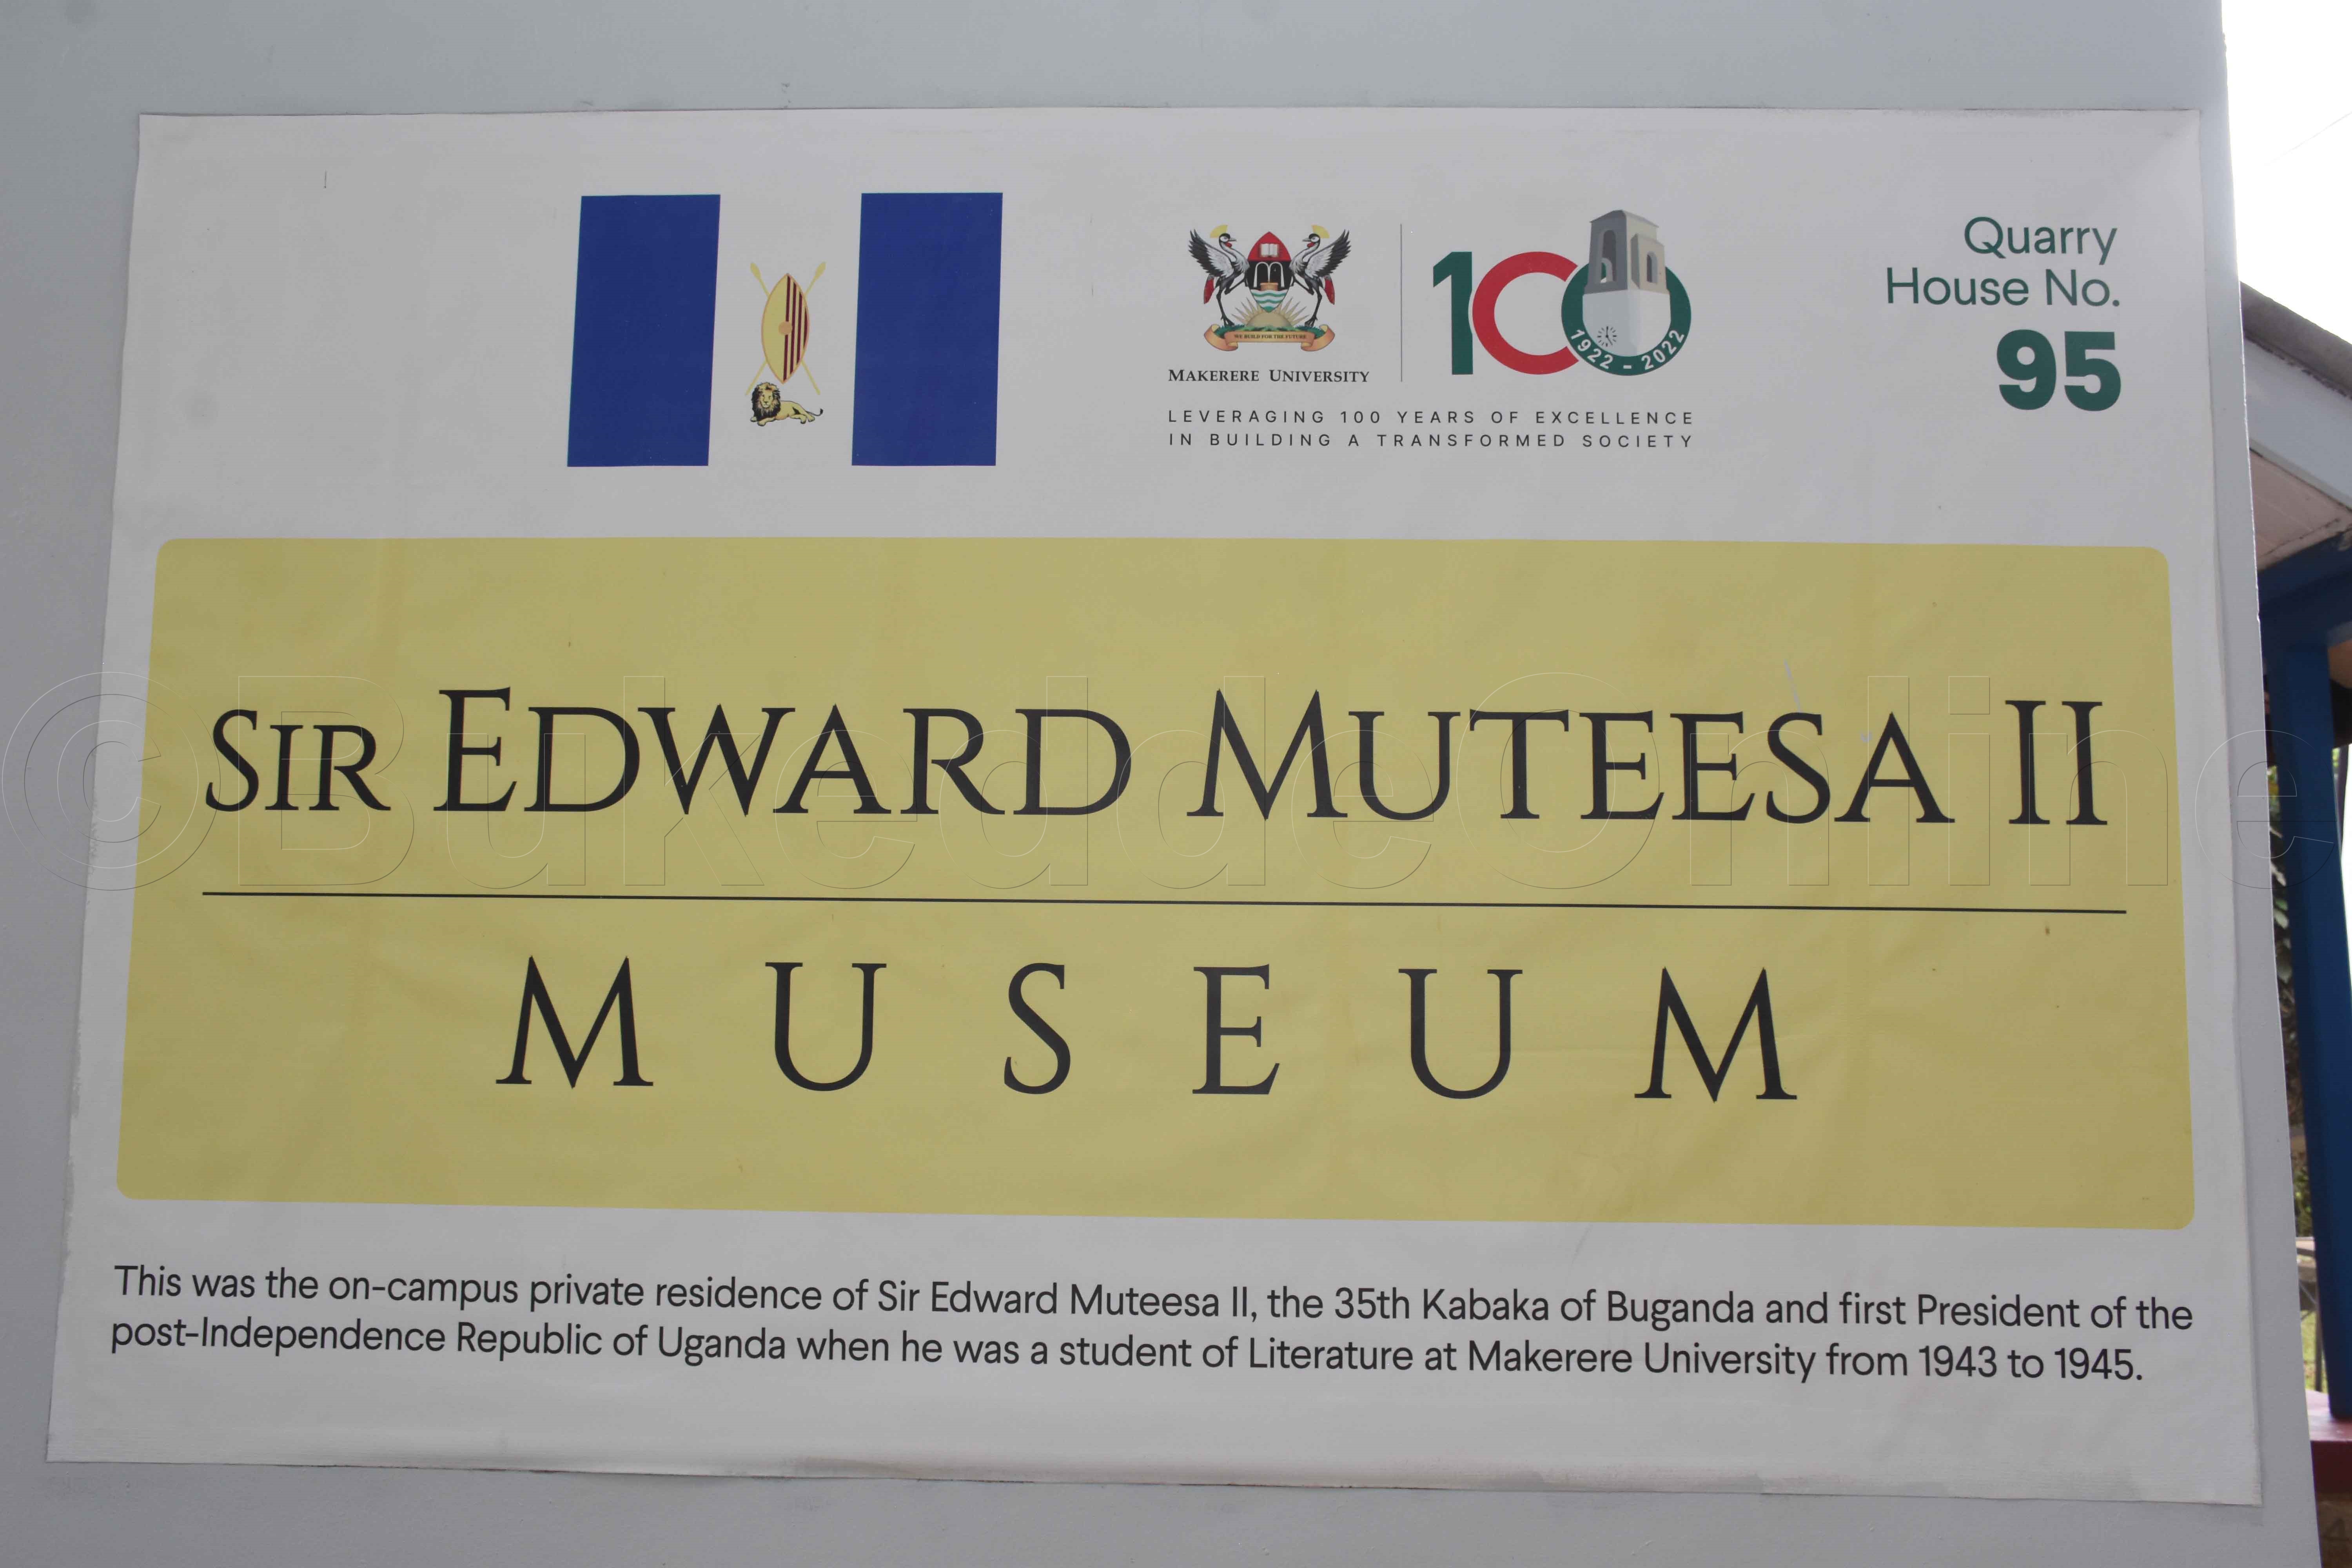 Quarry
House No.
95
WE BUILD FOR THE FUTURE
MAKERERE UNIVERSITY
100
1922 - 2022
LEVERAGING 100 YEARS OF EXCELLENCE
IN BUILDING A TRANSFORMED SOCIETY
SIR EDWARD MUTEESA II
MUSEUM
©BukeddeOnline
This was the on-campus private residence of Sir Edward Muteesa II, the 35th Kabaka of Buganda and first President of the
post-Independence Republic of Uganda when he was a student of Literature at Makerere University from 1943 to 1945.